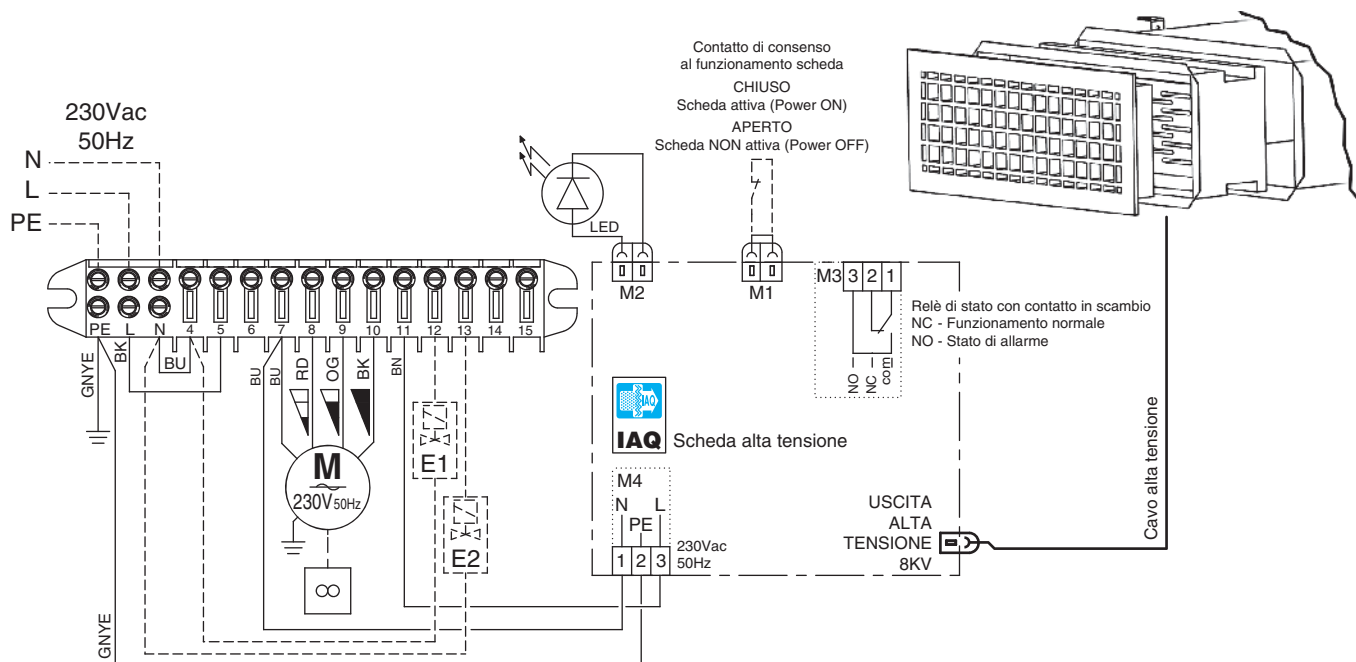 230Vac
50Hz
N
L
PE
PE L N 4 5 6 7 8 9 10 11 12 13 14 15
GNYE
BK
BU
BU
BU
RD
OG
BK
BN
M
230V 50Hz
E1
E2
GNYE
LED
M2
Contatto di consenso
al funzionamento scheda
CHIUSO
Scheda attiva (Power ON)
APERTO
Scheda NON attiva (Power OFF)
M1
M3 3 2 1
NO
NC
com
Relè di stato con contatto in scambio
NC - Funzionamento normale
NO - Stato di allarme
IAQ
IAQ
Scheda alta tensione
M4
N L
PE
1 2 3
230Vac
50Hz
USCITA
ALTA
TENSIONE
8KV
Cavo alta tensione